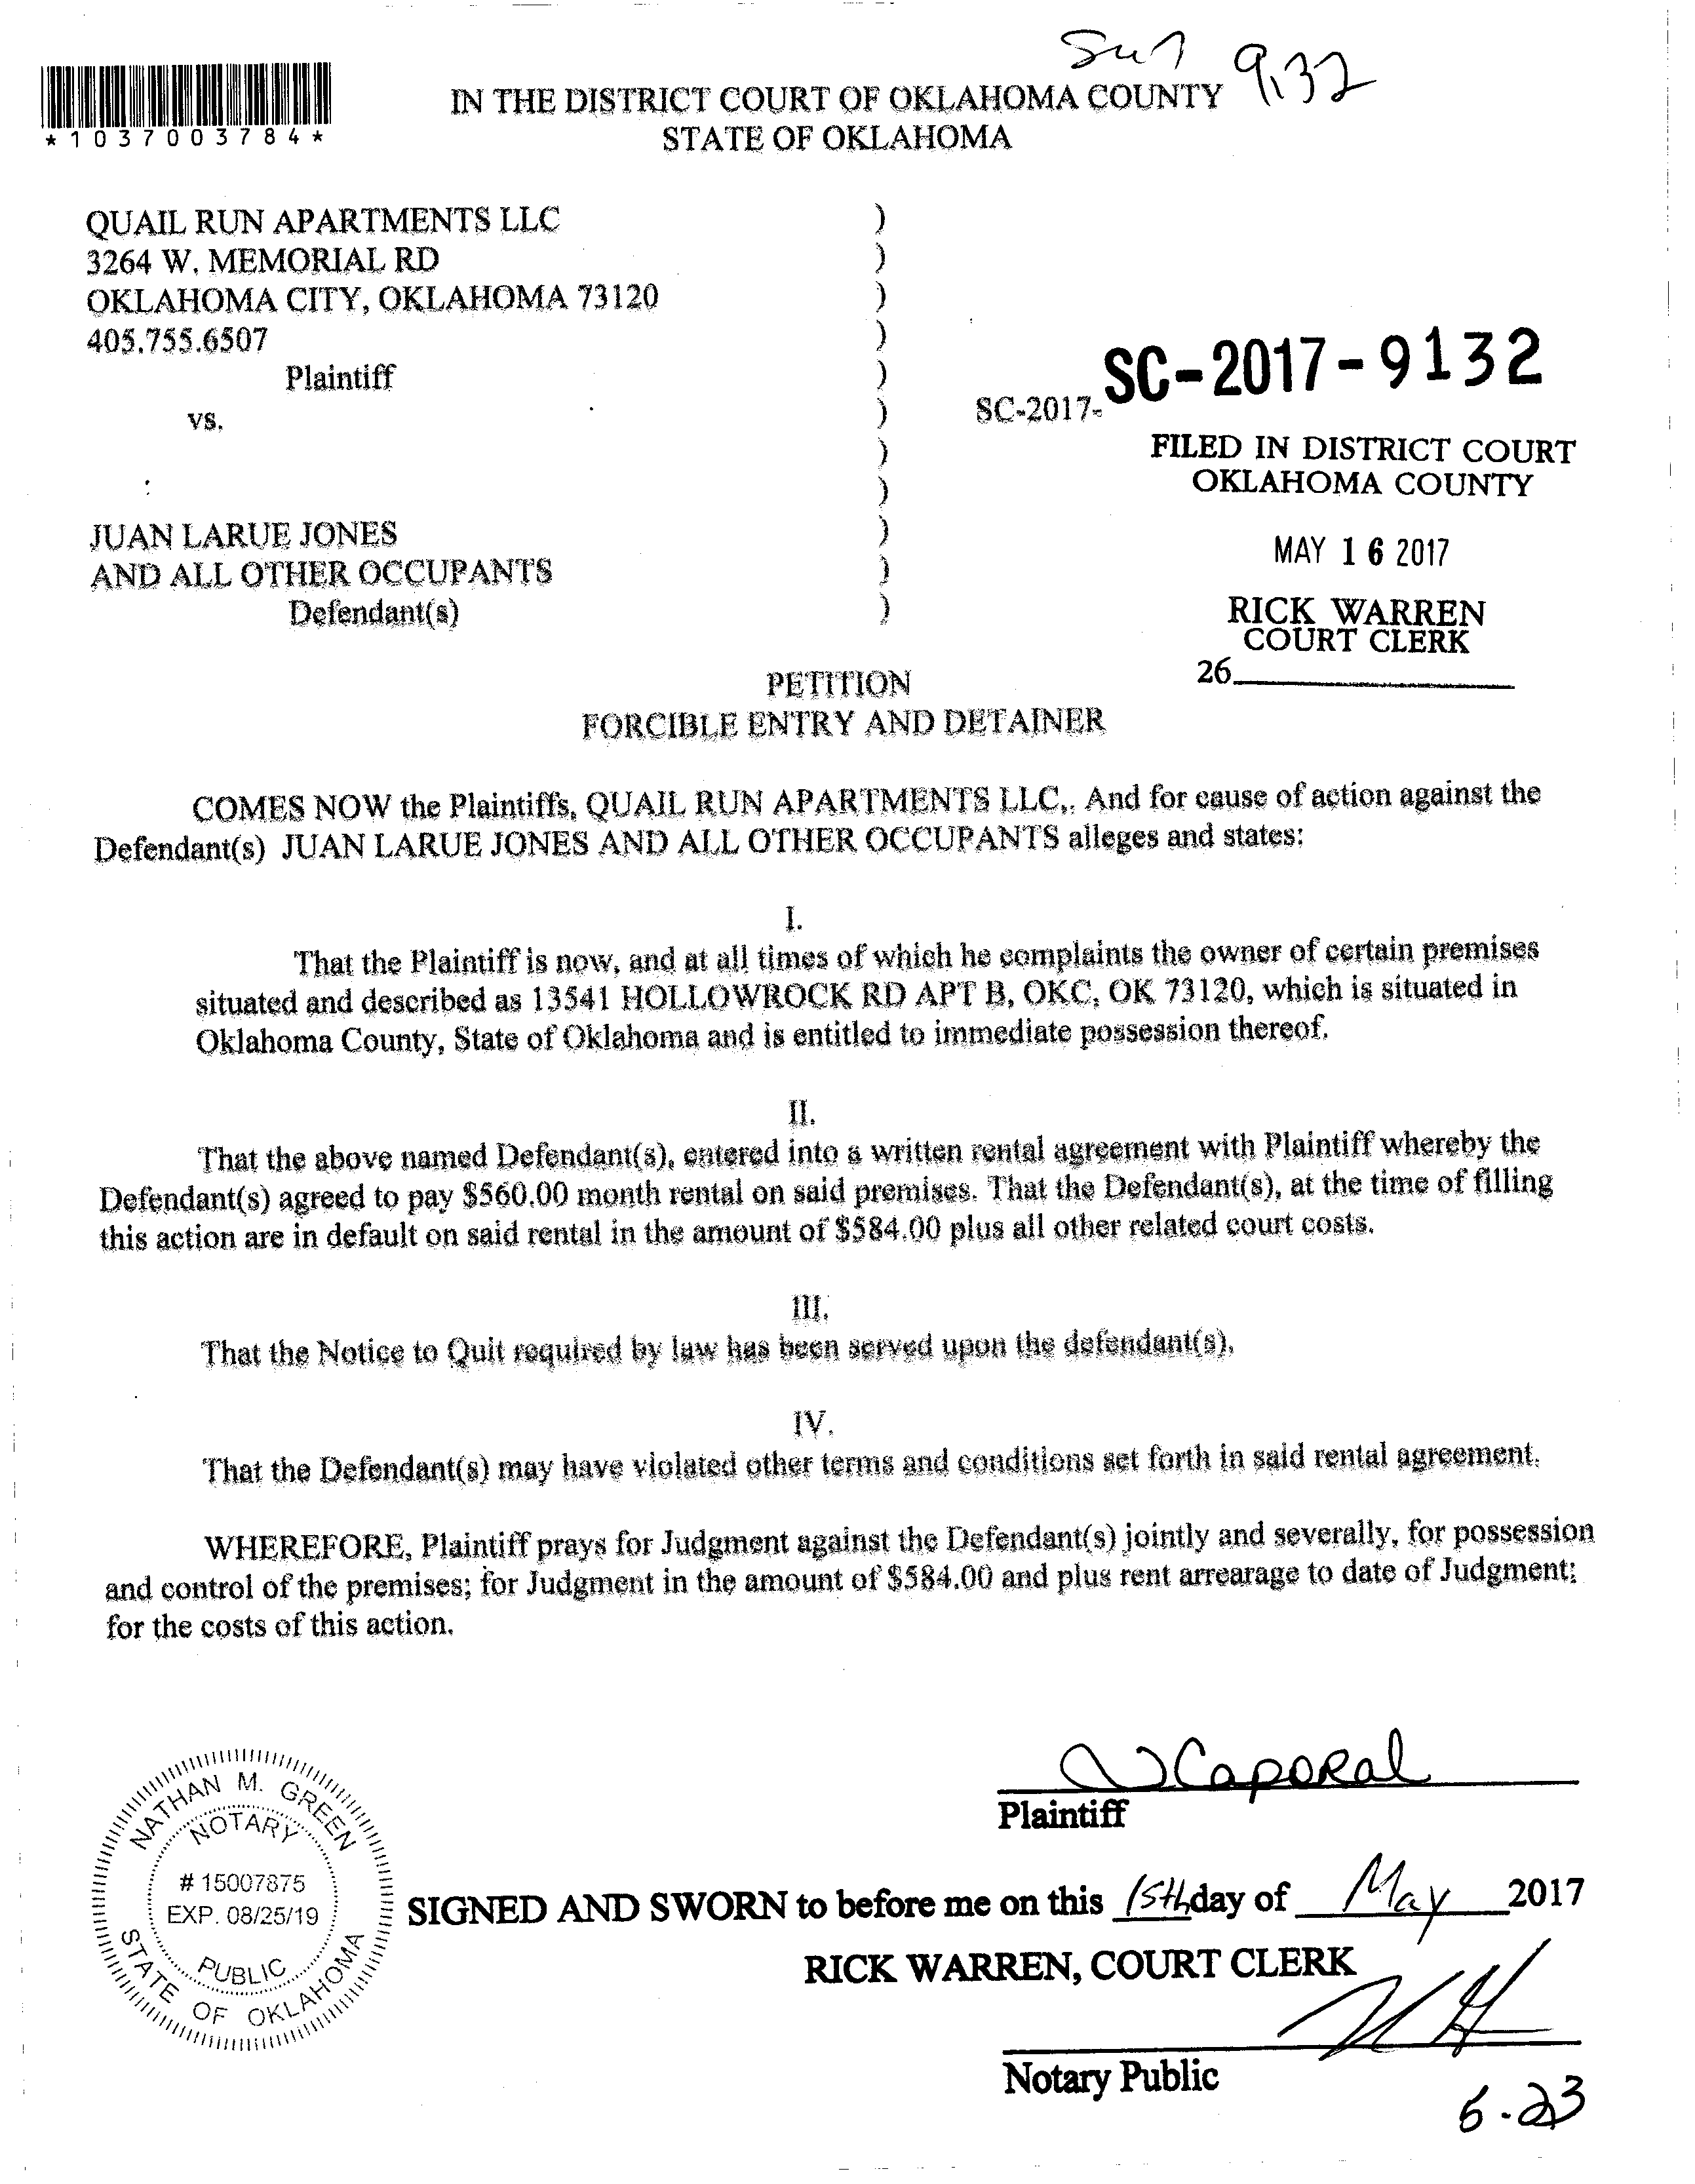 9132
IN THE DISTRICT COURT OF OKLAHOMA COUNTY
STATE OF OKLAHOMA
*1037003784*
QUAIL RUN APARTMENTS LLC )
3264 W. MEMORIAL RD )
OKLAHOMA CITY, OKLAHOMA 73120 )
405.755.6507 )
Plaintiff )
vs. )
SC-2017-
SC-2017-9132
)
)
FILED IN DISTRICT COURT
OKLAHOMA COUNTY
MAY 16 2017
RICK WARREN
COURT CLERK
26
JUAN LARUE JONES )
AND ALL OTHER OCCUPANTS )
Defendant(s) )
PETITION
FORCIBLE ENTRY AND DETAINER
COMES NOW the Plaintiffs, QUAIL RUN APARTMENTS LLC,. And for cause of action against the
Defendant(s) JUAN LARUE JONES AND ALL OTHER OCCUPANTS alleges and states:
I.
That the Plaintiff is now, and at all times of which he complaints the owner of certain premises
situated and described as 13541 HOLLOWROCK RD APT B, OKC, OK 73120, which is situated in
Oklahoma County, State of Oklahoma and is entitled to immediate possession thereof.
II.
That the above named Defendant(s), entered into a written rental agreement with Plaintiff whereby the
Defendant(s) agreed to pay $560.00 month rental on said premises. That the Defendant(s), at the time of filling
this action are in default on said rental in the amount of $584.00 plus all other related court costs.
III.
That the Notice to Quit required by law has been served upon the defendant(s).
IV.
That the Defendant(s) may have violated other terms and conditions set forth in said rental agreement.
WHEREFORE, Plaintiff prays for Judgment against the Defendant(s) jointly and severally, for possession
and control of the premises; for Judgment in the amount of $584.00 and plus rent arrearage to date of Judgment;
for the costs of this action.
Caporal
Plaintiff
NATHAN M. GREEN
NOTARY
# 15007875
EXP. 08/25/19
PUBLIC
STATE OF OKLAHOMA
SIGNED AND SWORN to before me on this 15th day of May 2017
RICK WARREN, COURT CLERK
Notary Public
5-23